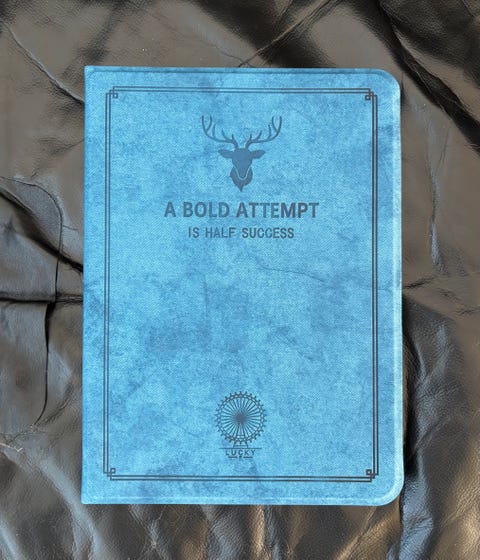 A BOLD ATTEMPT
IS HALF SUCCESS
LUCKY